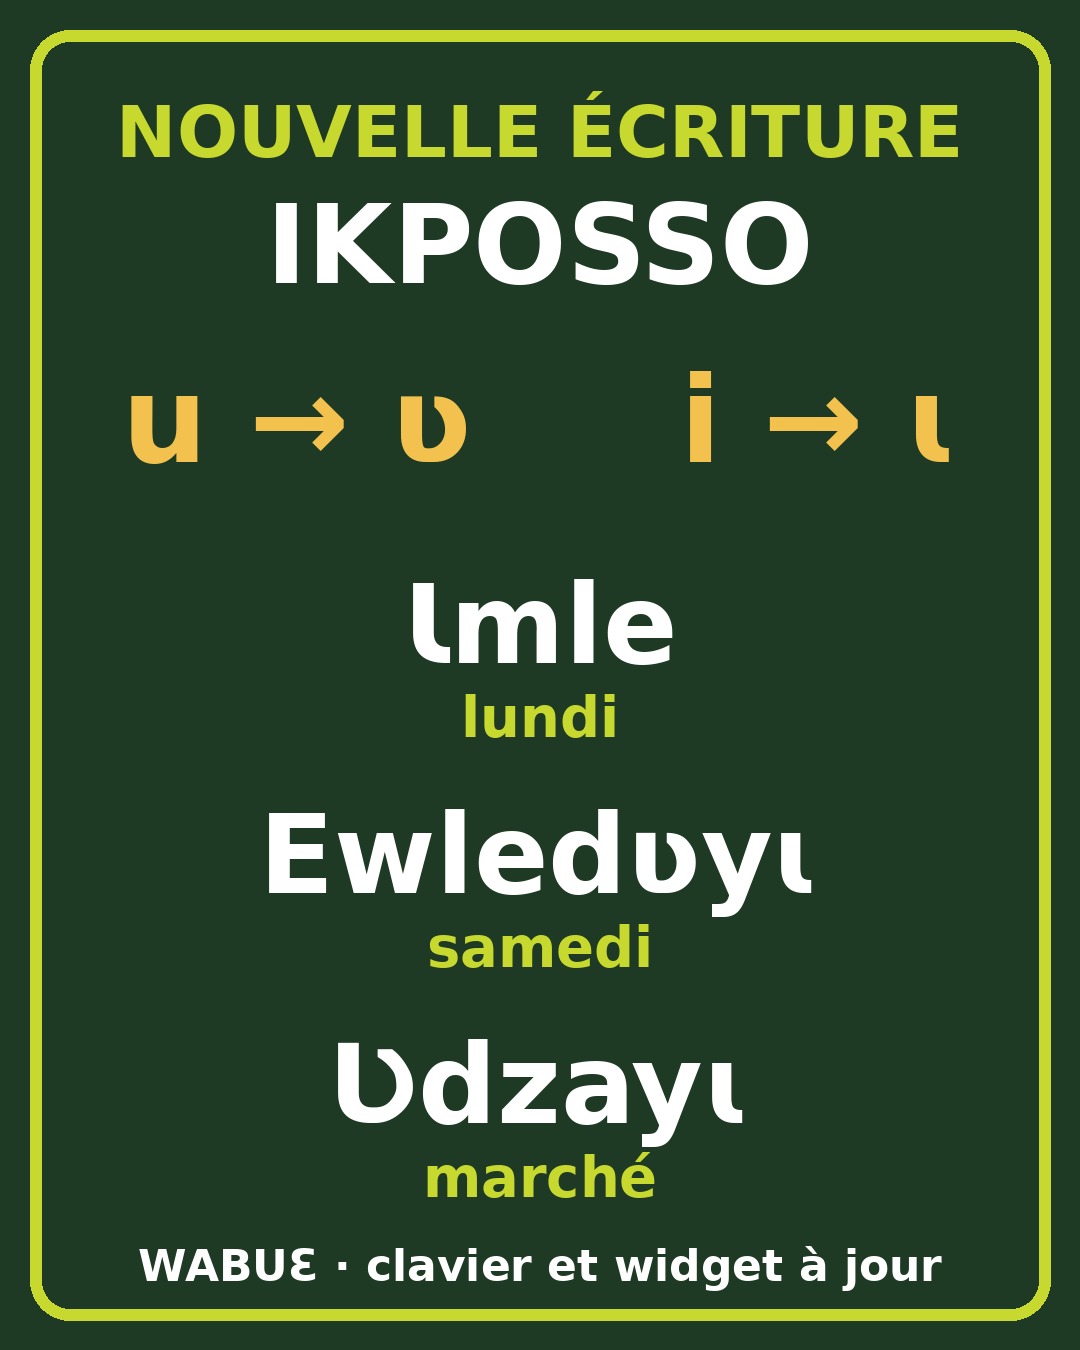 NOUVELLE ÉCRITURE
IKPOSSO
u → ʋ i → ɩ
Ɩmle
lundi
Ewledʋyɩ
samedi
Ʋdzayɩ
marché
WABUƐ · clavier et widget à jour